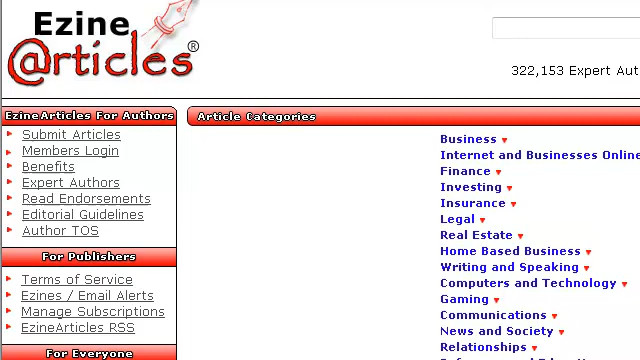 Ezine
@rticles®
322,153 Expert Aut
EzineArticles For Authors
Submit Articles
Members Login
Benefits
Expert Authors
Read Endorsements
Editorial Guidelines
Author TOS
For Publishers
Terms of Service
Ezines / Email Alerts
Manage Subscriptions
EzineArticles RSS
For Everyone
Article Categories
Business
Internet and Businesses Online
Finance
Investing
Insurance
Legal
Real Estate
Home Based Business
Writing and Speaking
Computers and Technology
Gaming
Communications
News and Society
Relationships